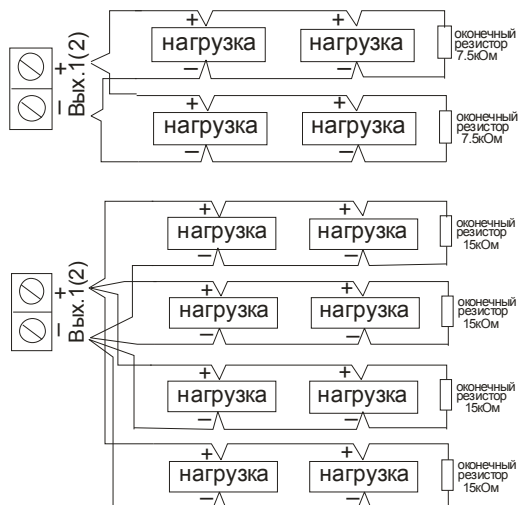 + +
нагрузка нагрузка
– –
оконечный
резистор
7.5кОм
+
–
Вых.1(2)
+ +
нагрузка нагрузка
– –
оконечный
резистор
7.5кОм
+ +
нагрузка нагрузка
– –
оконечный
резистор
15кОм
+
–
Вых.1(2)
+ +
нагрузка нагрузка
– –
оконечный
резистор
15кОм
+ +
нагрузка нагрузка
– –
оконечный
резистор
15кОм
+ +
нагрузка нагрузка
– –
оконечный
резистор
15кОм